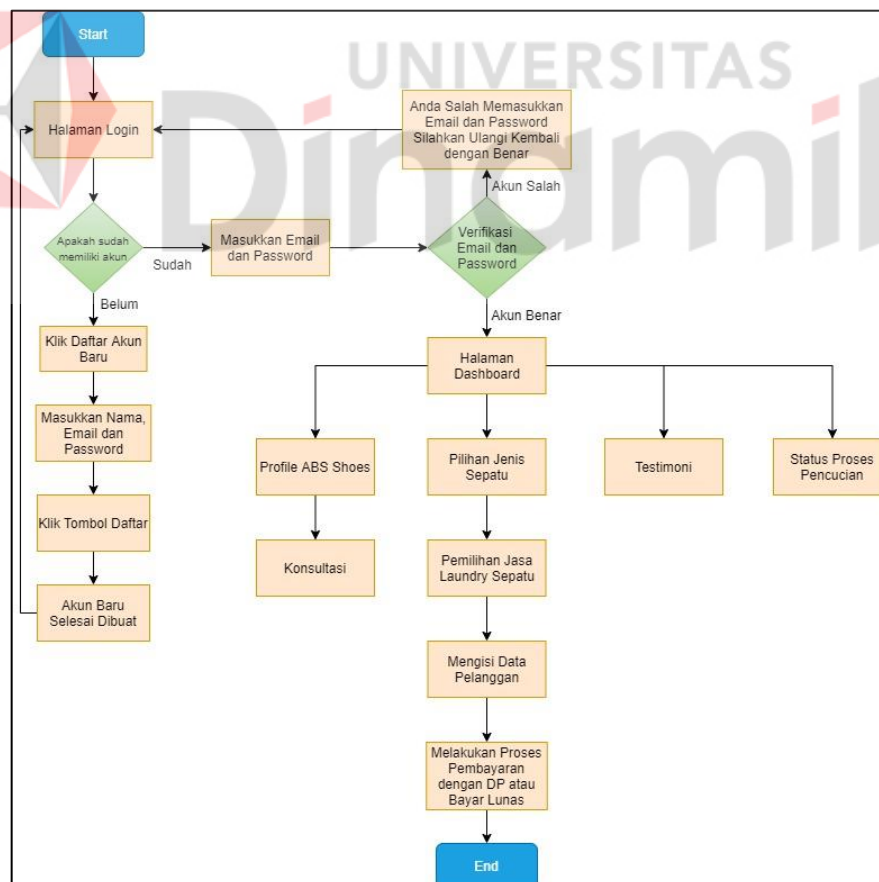 UNIVERSITAS
Dinamik
Start
Halaman Login
Anda Salah Memasukkan
Email dan Password
Silahkan Ulangi Kembali
dengan Benar
Akun Salah
Apakah sudah
memiliki akun
Sudah
Masukkan Email
dan Password
Verifikasi
Email dan
Password
Belum
Akun Benar
Klik Daftar Akun
Baru
Halaman
Dashboard
Masukkan Nama,
Email dan
Password
Profile ABS Shoes
Pilihan Jenis
Sepatu
Testimoni
Status Proses
Pencucian
Klik Tombol Daftar
Konsultasi
Pemilihan Jasa
Laundry Sepatu
Akun Baru
Selesai Dibuat
Mengisi Data
Pelanggan
Melakukan Proses
Pembayaran
dengan DP atau
Bayar Lunas
End